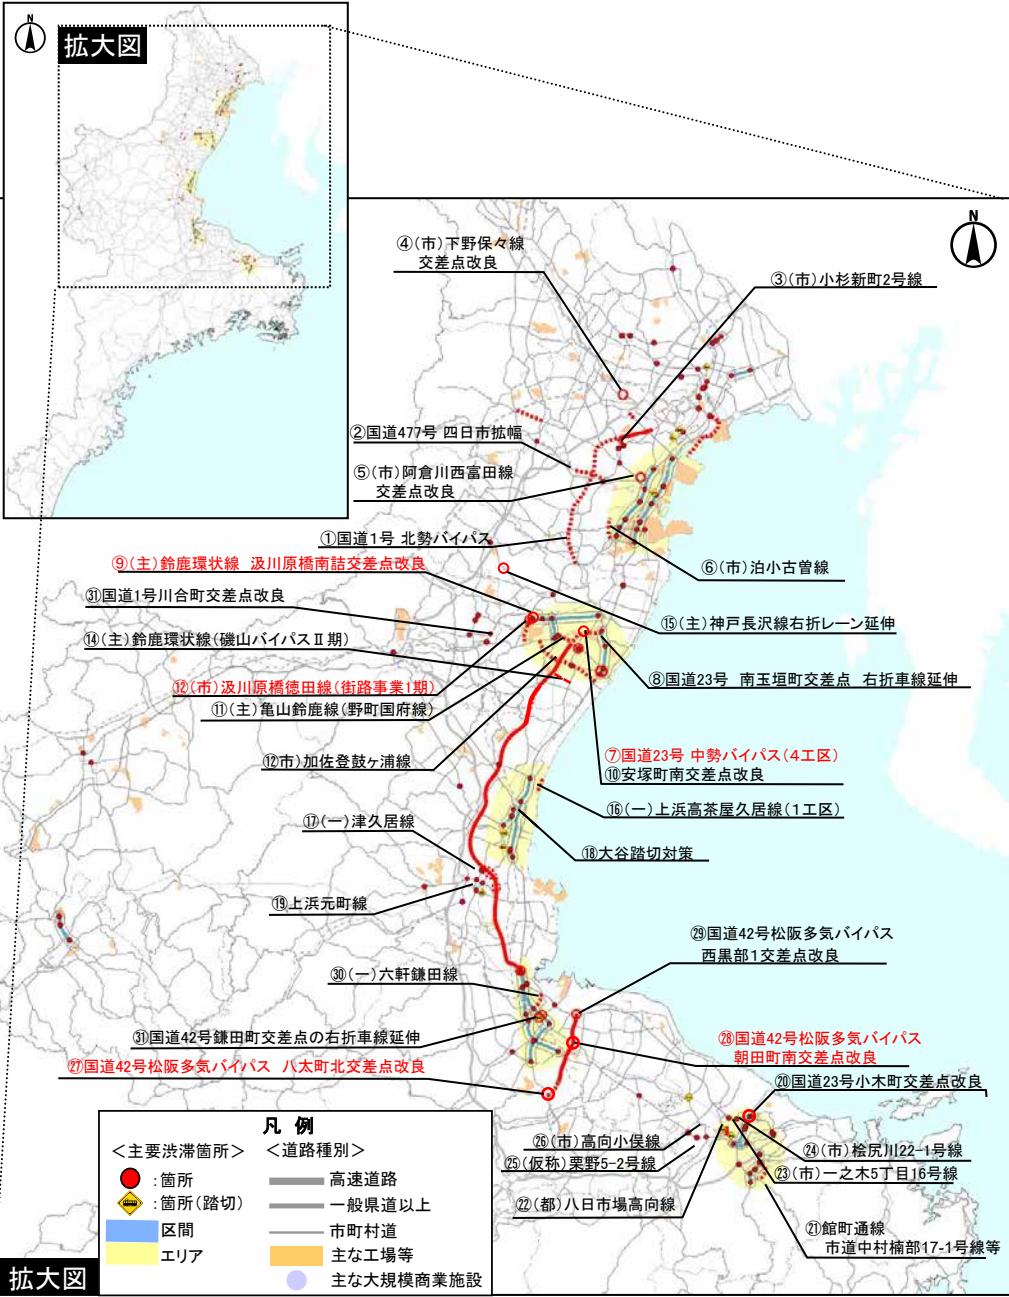 N
拡大図
N
④(市)下野保々線
交差点改良
③(市)小杉新町2号線
②国道477号 四日市拡幅
⑤(市)阿倉川西富田線
交差点改良
①国道1号 北勢バイパス
⑨(主)鈴鹿環状線 汲川原橋南詰交差点改良
⑥(市)泊小古曽線
㉛国道1号川合町交差点改良
⑮(主)神戸長沢線右折レーン延伸
⑭(主)鈴鹿環状線(磯山バイパスⅡ期)
⑧国道23号 南玉垣町交差点 右折車線延伸
⑫(市)汲川原橋徳田線(街路事業1期)
⑪(主)亀山鈴鹿線(野町国府線)
⑦国道23号 中勢バイパス(4工区)
⑫市)加佐登鼓ヶ浦線
⑩安塚町南交差点改良
⑯(一)上浜高茶屋久居線(1工区)
⑰(一)津久居線
⑱大谷踏切対策
⑲上浜元町線
㉙国道42号松阪多気バイパス
西黒部1交差点改良
㉚(一)六軒鎌田線
㉛国道42号鎌田町交差点の右折車線延伸
㉘国道42号松阪多気バイパス
朝田町南交差点改良
㉗国道42号松阪多気バイパス 八太町北交差点改良
⑳国道23号小木町交差点改良
㉖(市)高向小俣線
㉔(市)桧尻川22-1号線
㉕(仮称)粟野5-2号線
㉓(市)一之木5丁目16号線
㉒(都)八日市場高向線
㉑館町通線
市道中村楠部17-1号線等
凡 例
＜主要渋滞箇所＞ ＜道路種別＞
:箇所
高速道路
:箇所(踏切)
一般県道以上
区間
市町村道
エリア
主な工場等
主な大規模商業施設
拡大図